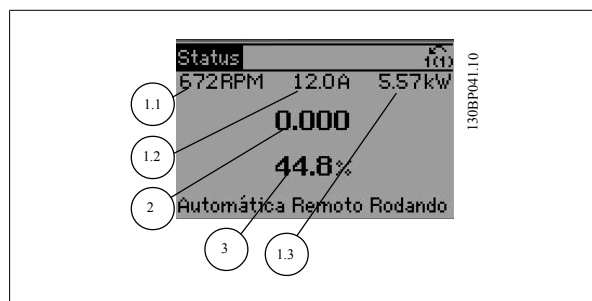 Status
1(1)
672RPM 12.0A 5.57kW
0.000
44.8%
Automática Remoto Rodando
1.1
1.2
2
3
1.3
130BP041.10